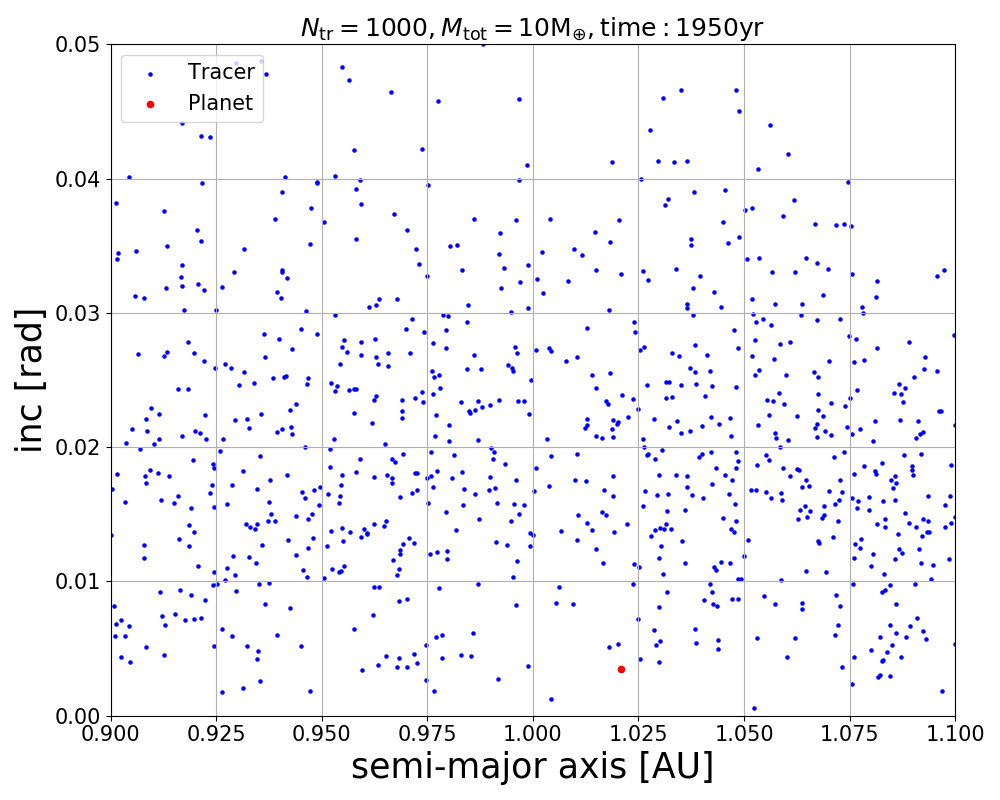 N_tr = 1000, M_tot = 10M_⊕, time : 1950yr
Tracer
Planet
0.05
0.04
0.03
0.02
0.01
0.00
inc [rad]
0.900 0.925 0.950 0.975 1.000 1.025 1.050 1.075 1.100
semi-major axis [AU]